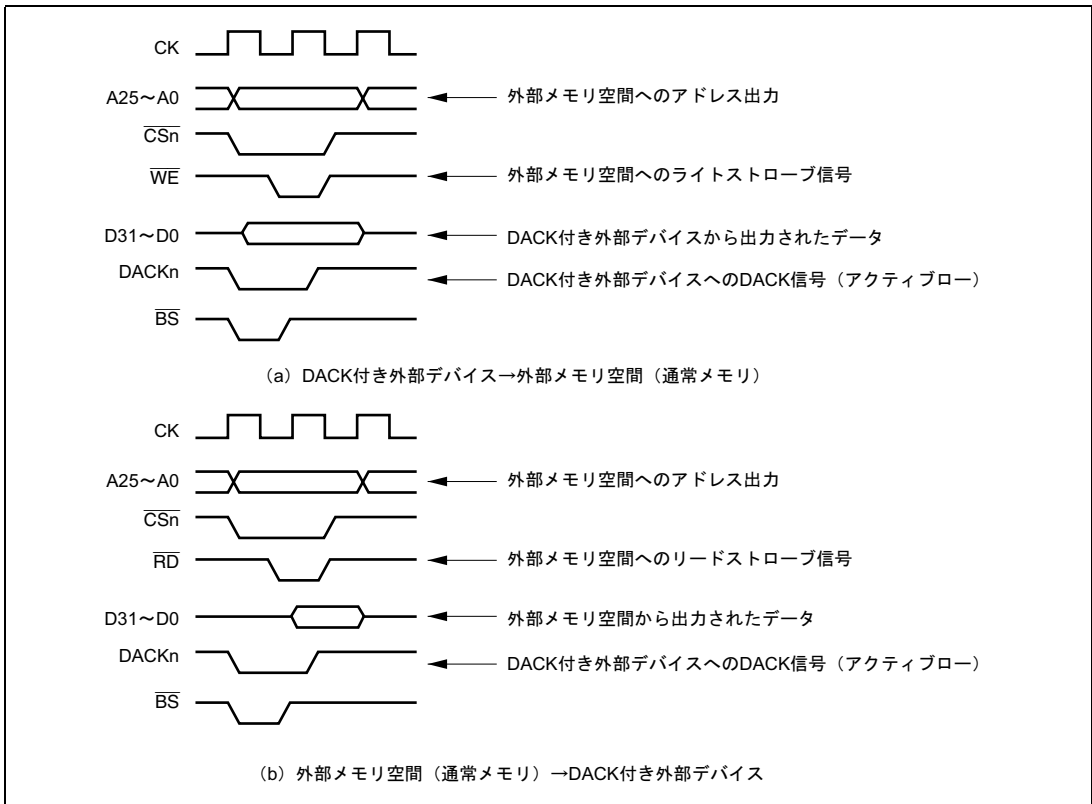 CK
A25～A0 外部メモリ空間へのアドレス出力
CSn
WE 外部メモリ空間へのライトストローブ信号
D31～D0 DACK付き外部デバイスから出力されたデータ
DACKn DACK付き外部デバイスへのDACK信号（アクティブロー）
BS
（a）DACK付き外部デバイス→外部メモリ空間（通常メモリ）
CK
A25～A0 外部メモリ空間へのアドレス出力
CSn
RD 外部メモリ空間へのリードストローブ信号
D31～D0 外部メモリ空間から出力されたデータ
DACKn DACK付き外部デバイスへのDACK信号（アクティブロー）
BS
（b）外部メモリ空間（通常メモリ）→DACK付き外部デバイス